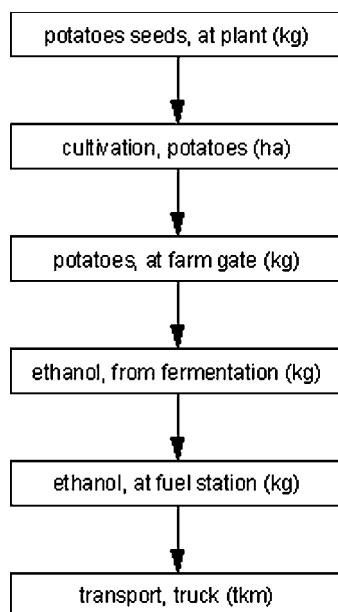 potatoes seeds, at plant (kg)
cultivation, potatoes (ha)
potatoes, at farm gate (kg)
ethanol, from fermentation (kg)
ethanol, at fuel station (kg)
transport, truck (tkm)